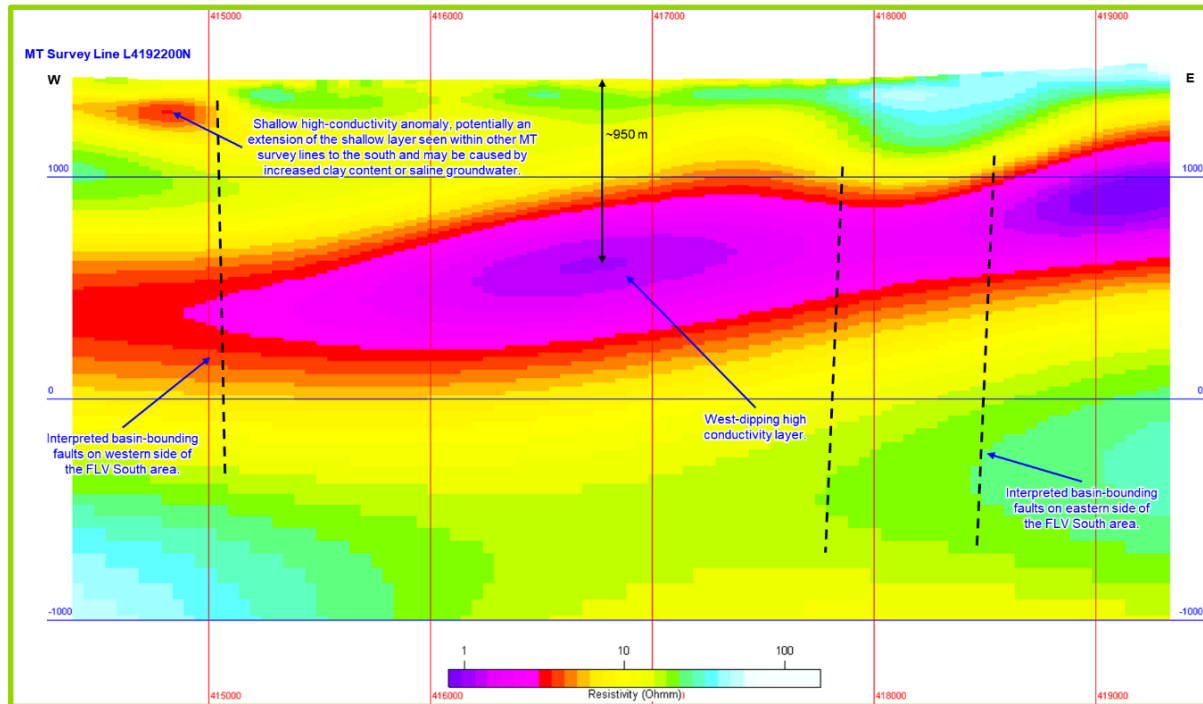 415000 416000 417000 418000 419000
MT Survey Line L4192200N
W
E
Shallow high-conductivity anomaly, potentially an
extension of the shallow layer seen within other MT
survey lines to the south and may be caused by
increased clay content or saline groundwater.
~950 m
1000
1000
0
0
Interpreted basin-bounding
faults on western side of
the FLV South area.
West-dipping high
conductivity layer.
Interpreted basin-bounding
faults on eastern side of
the FLV South area.
-1000
-1000
1 10 100
Resistivity (Ohmm)
415000 416000 417000 418000 419000